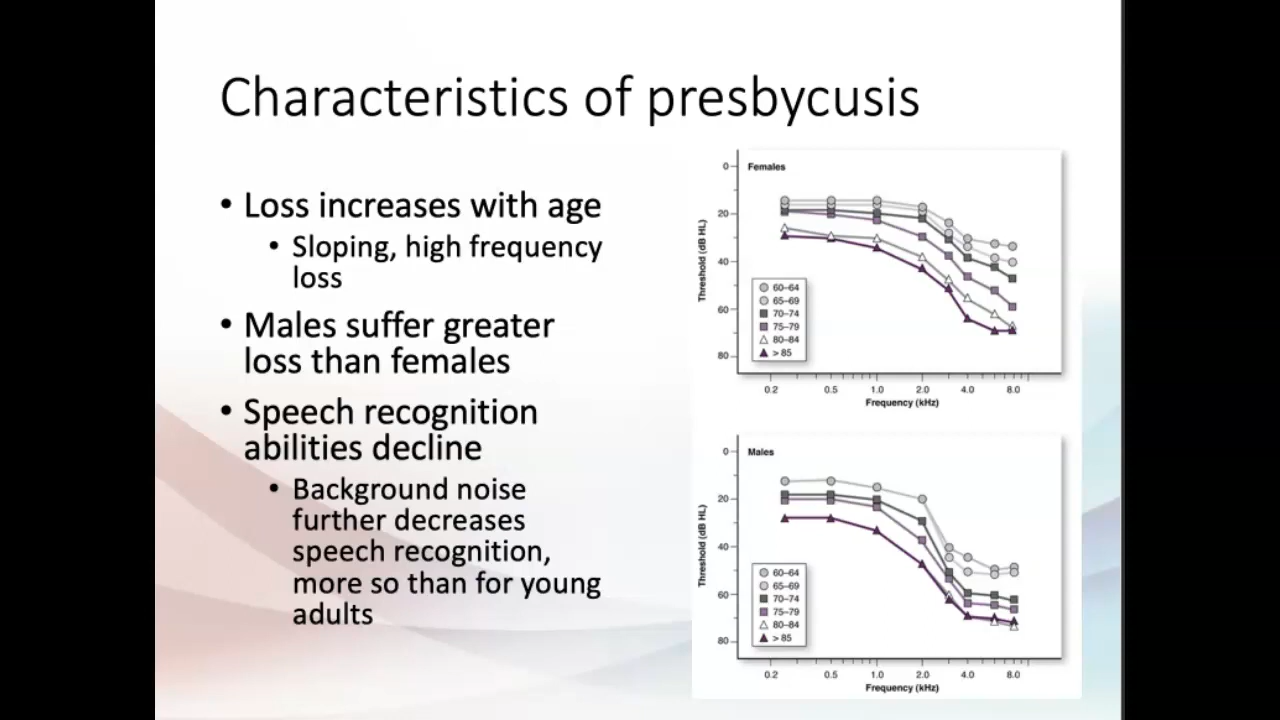 Characteristics of presbycusis
• Loss increases with age
• Sloping, high frequency
loss
• Males suffer greater
loss than females
• Speech recognition
abilities decline
• Background noise
further decreases
speech recognition,
more so than for young
adults
Females
Threshold (dB HL)
0
20
40
60
80
60–64
65–69
70–74
75–79
80–84
> 85
0.2 0.5 1.0 2.0 4.0 8.0
Frequency (kHz)
Males
Threshold (dB HL)
0
20
40
60
80
60–64
65–69
70–74
75–79
80–84
> 85
0.2 0.5 1.0 2.0 4.0 8.0
Frequency (kHz)